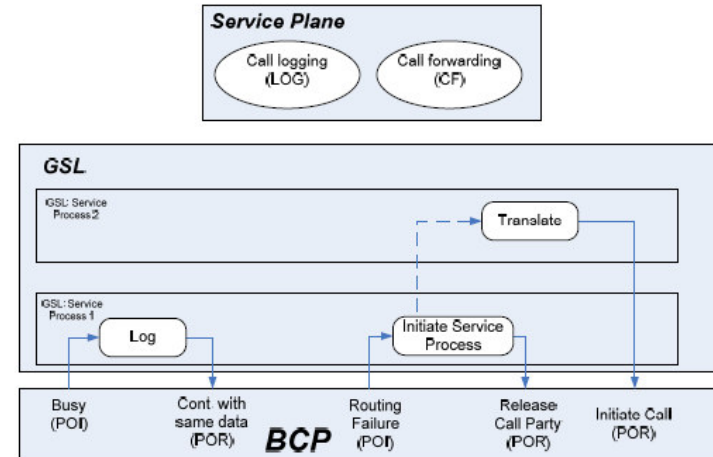 Service Plane
Call logging
(LOG)
Call forwarding
(CF)
GSL
GSL: Service
Process 2
Translate
GSL: Service
Process 1
Log
Initiate Service
Process
Busy
(POI)
Cont. with
same data
(POR)
BCP
Routing
Failure
(POI)
Release
Call Party
(POR)
Initiate Call
(POR)